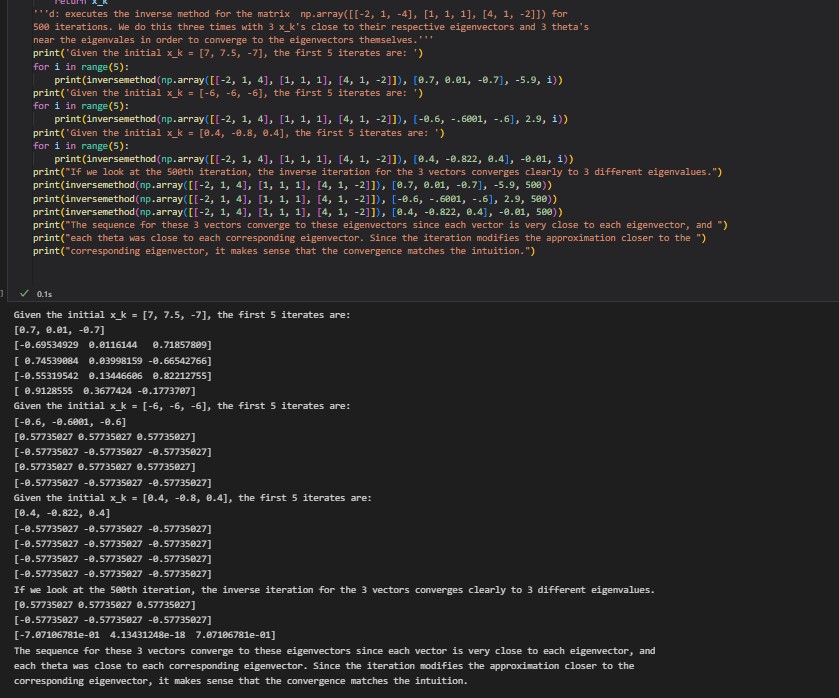 return x_k
'''d: executes the inverse method for the matrix  np.array([[-2, 1, -4], [1, 1, 1], [4, 1, -2]]) for
500 iterations. We do this three times with 3 x_k's close to their respective eigenvectors and 3 theta's
near the eigenvales in order to converge to the eigenvectors themselves.'''
print('Given the initial x_k = [7, 7.5, -7], the first 5 iterates are: ')
for i in range(5):
    print(inversemethod(np.array([[-2, 1, 4], [1, 1, 1], [4, 1, -2]]), [0.7, 0.01, -0.7], -5.9, i))
print('Given the initial x_k = [-6, -6, -6], the first 5 iterates are: ')
for i in range(5):
    print(inversemethod(np.array([[-2, 1, 4], [1, 1, 1], [4, 1, -2]]), [-0.6, -.6001, -.6], 2.9, i))
print('Given the initial x_k = [0.4, -0.8, 0.4], the first 5 iterates are: ')
for i in range(5):
    print(inversemethod(np.array([[-2, 1, 4], [1, 1, 1], [4, 1, -2]]), [0.4, -0.822, 0.4], -0.01, i))
print("If we look at the 500th iteration, the inverse iteration for the 3 vectors converges clearly to 3 different eigenvalues.")
print(inversemethod(np.array([[-2, 1, 4], [1, 1, 1], [4, 1, -2]]), [0.7, 0.01, -0.7], -5.9, 500))
print(inversemethod(np.array([[-2, 1, 4], [1, 1, 1], [4, 1, -2]]), [-0.6, -.6001, -.6], 2.9, 500))
print(inversemethod(np.array([[-2, 1, 4], [1, 1, 1], [4, 1, -2]]), [0.4, -0.822, 0.4], -0.01, 500))
print("The sequence for these 3 vectors converge to these eigenvectors since each vector is very close to each eigenvector, and ")
print("each theta was close to each corresponding eigenvector. Since the iteration modifies the approximation closer to the ")
print("corresponding eigenvector, it makes sense that the convergence matches the intuition.")
] ✓ 0.1s
Given the initial x_k = [7, 7.5, -7], the first 5 iterates are:
[0.7, 0.01, -0.7]
[-0.69534929  0.0116144   0.71857809]
[ 0.74539084  0.03998159 -0.66542766]
[-0.55319542  0.13446606  0.82212755]
[ 0.9128555  0.3677424 -0.1773707]
Given the initial x_k = [-6, -6, -6], the first 5 iterates are:
[-0.6, -0.6001, -0.6]
[0.57735027 0.57735027 0.57735027]
[-0.57735027 -0.57735027 -0.57735027]
[0.57735027 0.57735027 0.57735027]
[-0.57735027 -0.57735027 -0.57735027]
Given the initial x_k = [0.4, -0.8, 0.4], the first 5 iterates are:
[0.4, -0.822, 0.4]
[-0.57735027 -0.57735027 -0.57735027]
[-0.57735027 -0.57735027 -0.57735027]
[-0.57735027 -0.57735027 -0.57735027]
[-0.57735027 -0.57735027 -0.57735027]
If we look at the 500th iteration, the inverse iteration for the 3 vectors converges clearly to 3 different eigenvalues.
[0.57735027 0.57735027 0.57735027]
[-0.57735027 -0.57735027 -0.57735027]
[-7.07106781e-01  4.13431248e-18  7.07106781e-01]
The sequence for these 3 vectors converge to these eigenvectors since each vector is very close to each eigenvector, and
each theta was close to each corresponding eigenvector. Since the iteration modifies the approximation closer to the
corresponding eigenvector, it makes sense that the convergence matches the intuition.